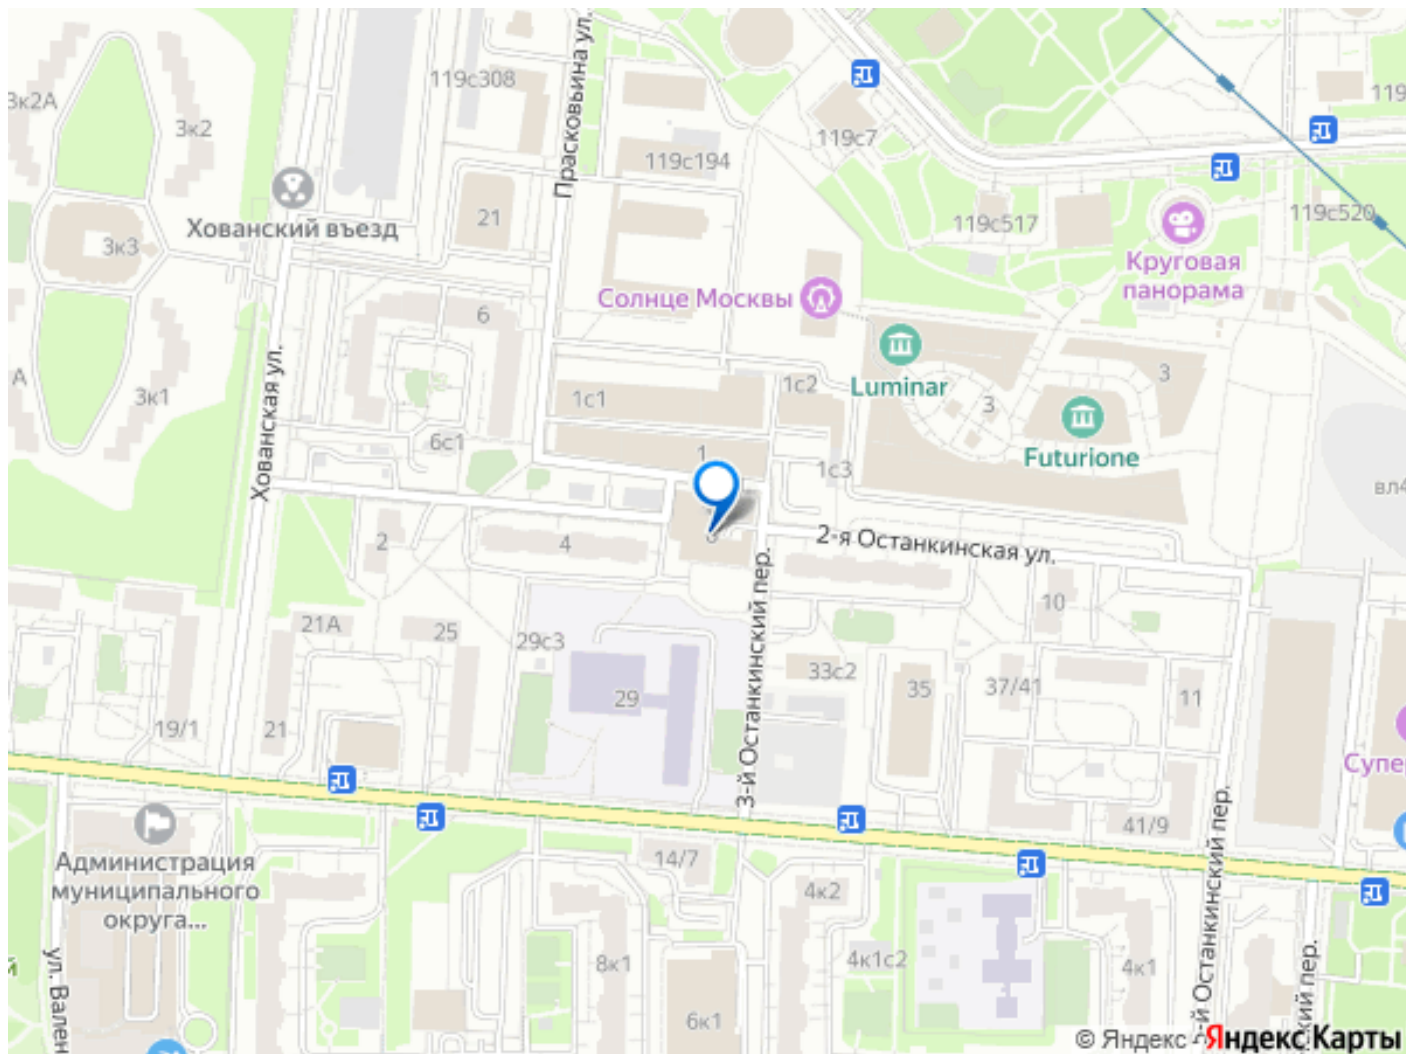 119с308
Прасковьина ул.
119
3к2А
3к2
119с7
119с194
Хованский въезд
21
119с517
119с520
3к3
Круговая
панорама
Солнце Москвы
6
Хованская ул.
Luminar
3
А
3к1
1с1
1с2
3
6с1
1
Futurione
1с3
вл4
2
4
6
2-я Останкинская ул.
10
21А
25
29с3
3-й Останкинский пер.
33с2
35
37/41
11
29
19/1
21
Супе
41/9
Администрация
муниципального
округа...
14/7
4к2
й
ул. Вален
8к1
4к1с2
4к1
-й Останкинский пер.
ский пер.
6к1
© Яндекс Яндекс Карты